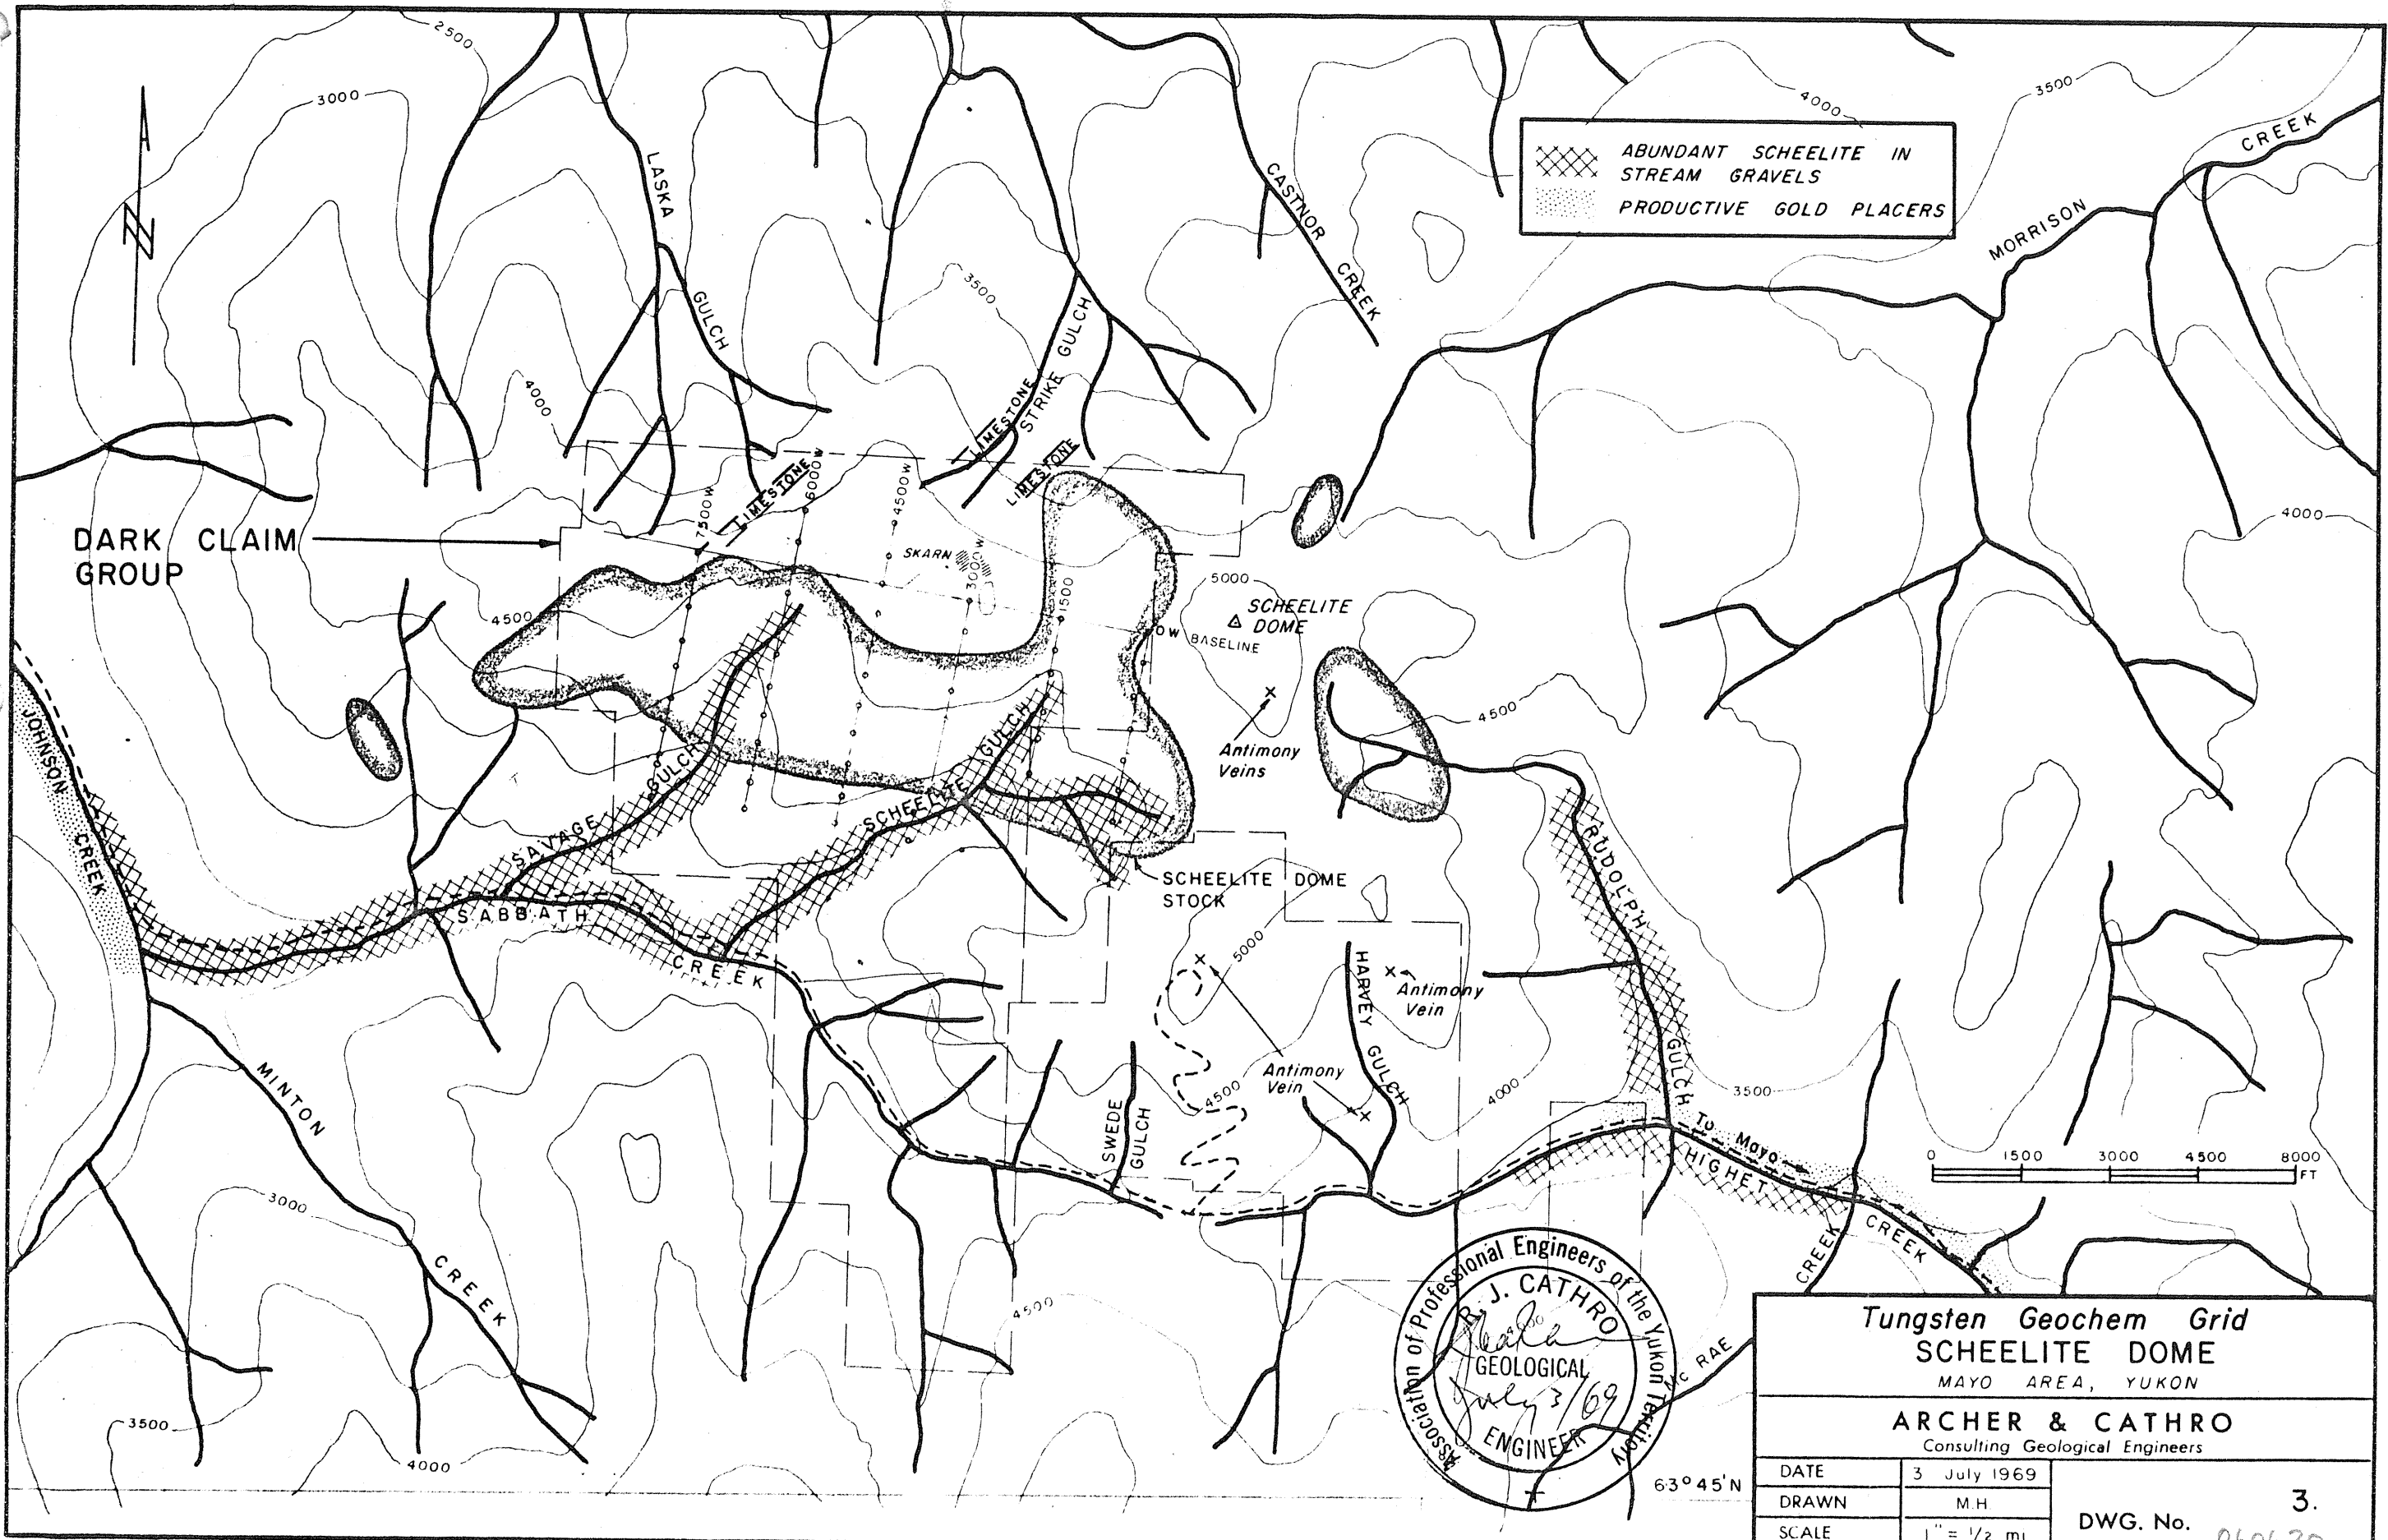 2500
3000
3500
4000
3500
ABUNDANT SCHEELITE IN
STREAM GRAVELS
PRODUCTIVE GOLD PLACERS
MORRISON CREEK
LASKA GULCH
CASTNOR CREEK
3500
STRIKE GULCH
4000
LIMESTONE
LIMESTONE
LIMESTONE
7500W
6000W
4500W
3000W
1500
0W BASELINE
SKARN
DARK CLAIM
GROUP
4500
5000
4000
SCHEELITE
DOME
Antimony
Veins
4500
JOHNSON CREEK
SAVAGE GULCH
SCHEELITE GULCH
SABBATH CREEK
SCHEELITE DOME
STOCK
RUDOLPH GULCH
5000
HARVEY GULCH
Antimony
Vein
Antimony
Vein
4500
4000
3500
SWEDE
GULCH
MINTON CREEK
To Mayo
HIGHET CREEK
0 1500 3000 4500 8000
FT
3000
4500
3500
4000
Mc RAE CREEK
Association of Professional Engineers of the Yukon Territory
R. J. CATHRO
GEOLOGICAL
July 3/69
ENGINEER
63°45'N
Tungsten Geochem Grid
SCHEELITE DOME
MAYO AREA, YUKON
ARCHER & CATHRO
Consulting Geological Engineers
DATE 3 July 1969
DRAWN M.H.
SCALE 1" = 1/2 mi
DWG. No. 3.